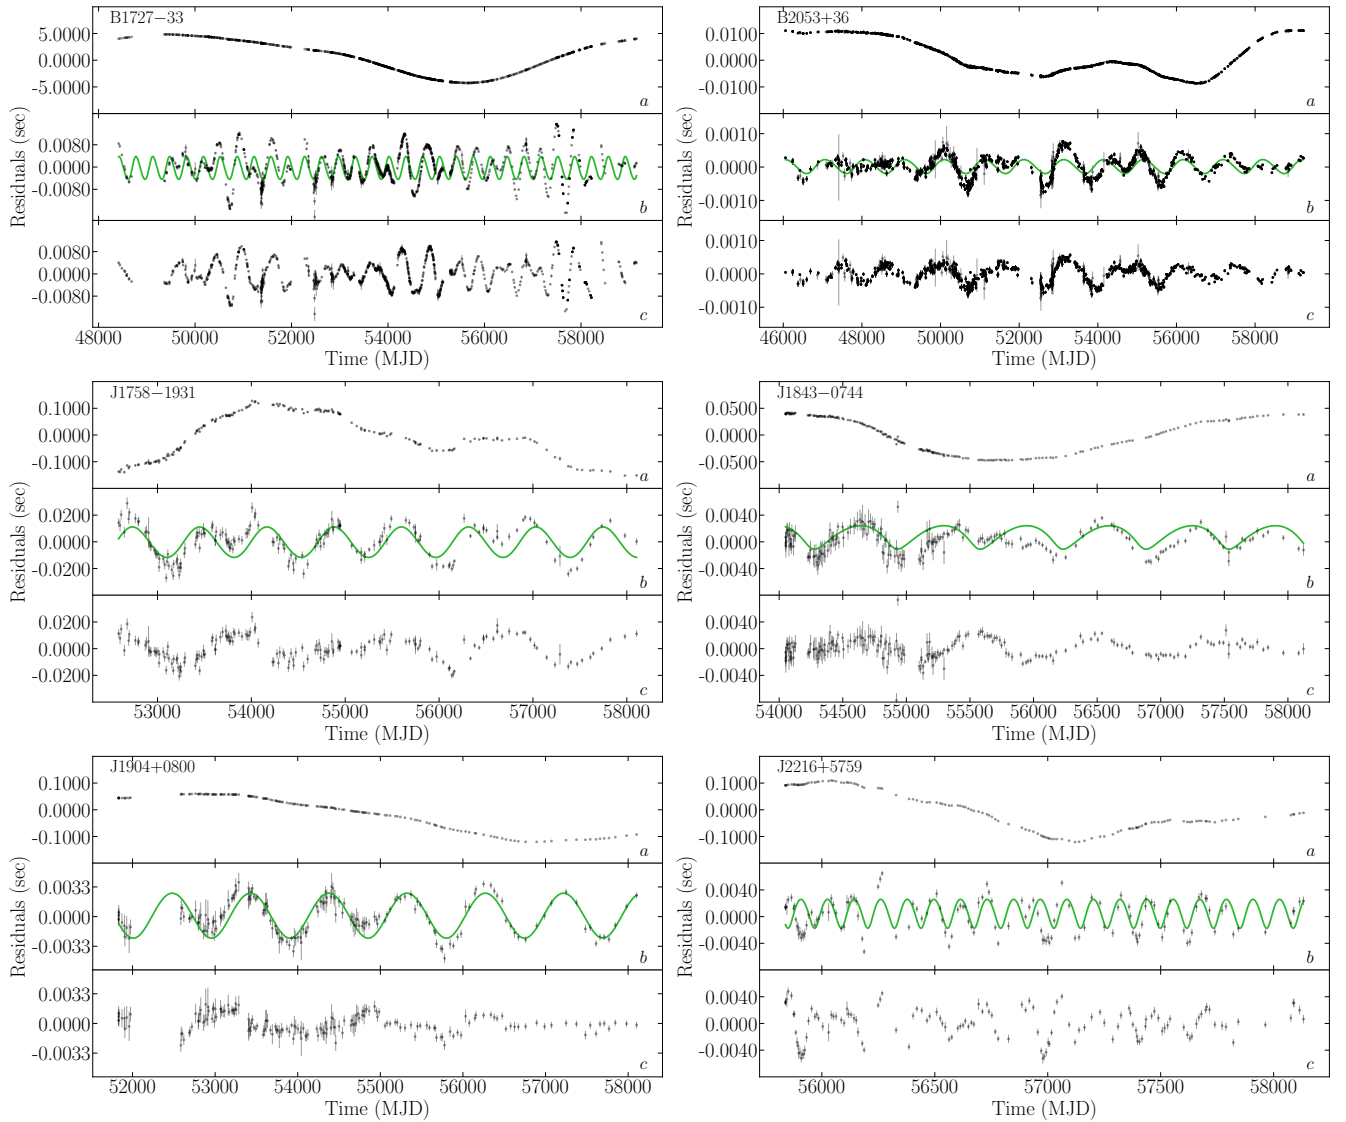 B1727−33
5.0000
0.0000
-5.0000
a
0.0080
0.0000
-0.0080
b
0.0080
0.0000
-0.0080
c
48000 50000 52000 54000 56000 58000
Time (MJD)
Residuals (sec)
B2053+36
0.0100
0.0000
-0.0100
a
0.0010
0.0000
-0.0010
b
0.0010
0.0000
-0.0010
c
46000 48000 50000 52000 54000 56000 58000
Time (MJD)
Residuals (sec)
J1758−1931
0.1000
0.0000
-0.1000
a
0.0200
0.0000
-0.0200
b
0.0200
0.0000
-0.0200
c
53000 54000 55000 56000 57000 58000
Time (MJD)
Residuals (sec)
J1843−0744
0.0500
0.0000
-0.0500
a
0.0040
0.0000
-0.0040
b
0.0040
0.0000
-0.0040
c
54000 54500 55000 55500 56000 56500 57000 57500 58000
Time (MJD)
Residuals (sec)
J1904+0800
0.1000
0.0000
-0.1000
a
0.0033
0.0000
-0.0033
b
0.0033
0.0000
-0.0033
c
52000 53000 54000 55000 56000 57000 58000
Time (MJD)
Residuals (sec)
J2216+5759
0.1000
0.0000
-0.1000
a
0.0040
0.0000
-0.0040
b
0.0040
0.0000
-0.0040
c
56000 56500 57000 57500 58000
Time (MJD)
Residuals (sec)